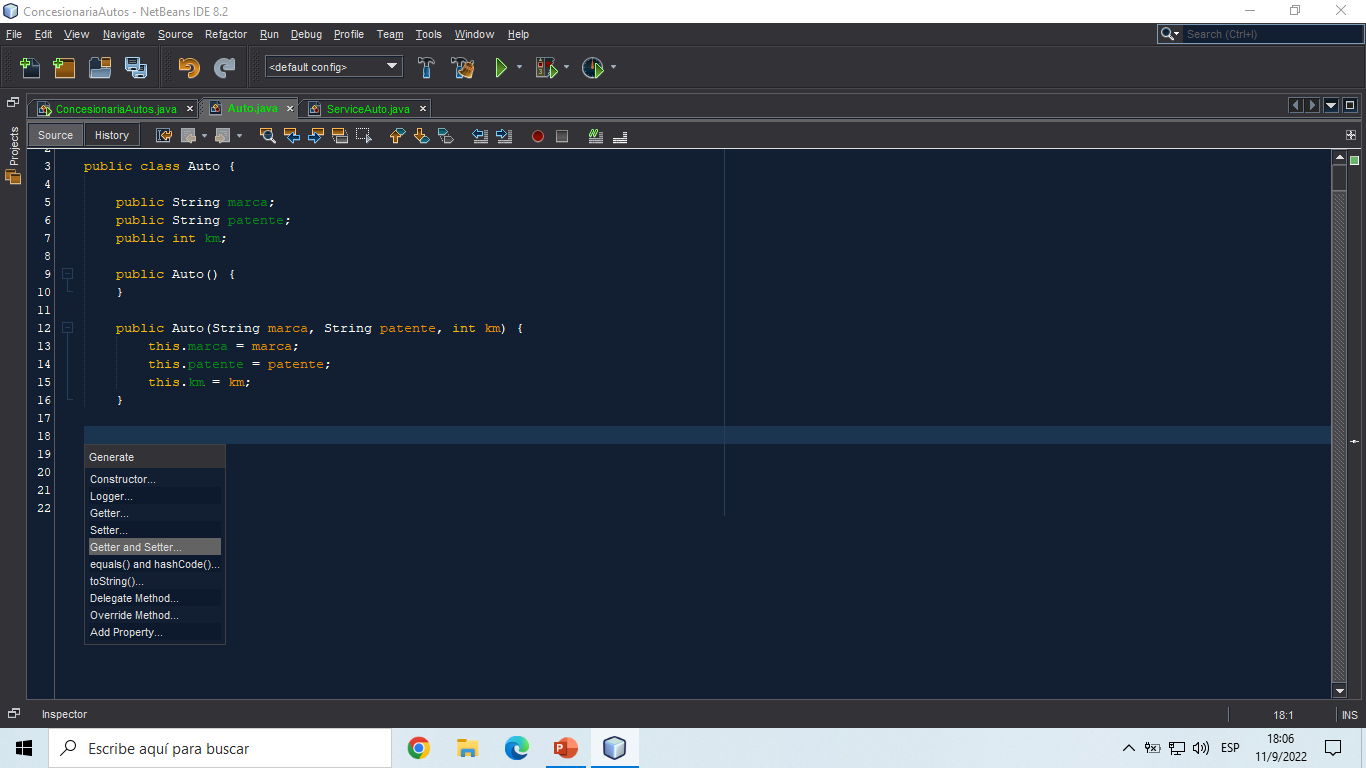 ConcesionariaAutos - NetBeans IDE 8.2
File Edit View Navigate Source Refactor Run Debug Profile Team Tools Window Help
Search (Ctrl+I)
<default config>
ConcesionariaAutos.java Auto.java ServiceAuto.java
Projects
Source History
2
3 public class Auto {
4
5 public String marca;
6 public String patente;
7 public int km;
8
9 public Auto() {
10 }
11
12 public Auto(String marca, String patente, int km) {
13 this.marca = marca;
14 this.patente = patente;
15 this.km = km;
16 }
17
18
19
20
21
22
Generate
Constructor...
Logger...
Getter...
Setter...
Getter and Setter...
equals() and hashCode()...
toString()...
Delegate Method...
Override Method...
Add Property...
Inspector
18:1 INS
Escribe aquí para buscar
ESP
18:06
11/9/2022